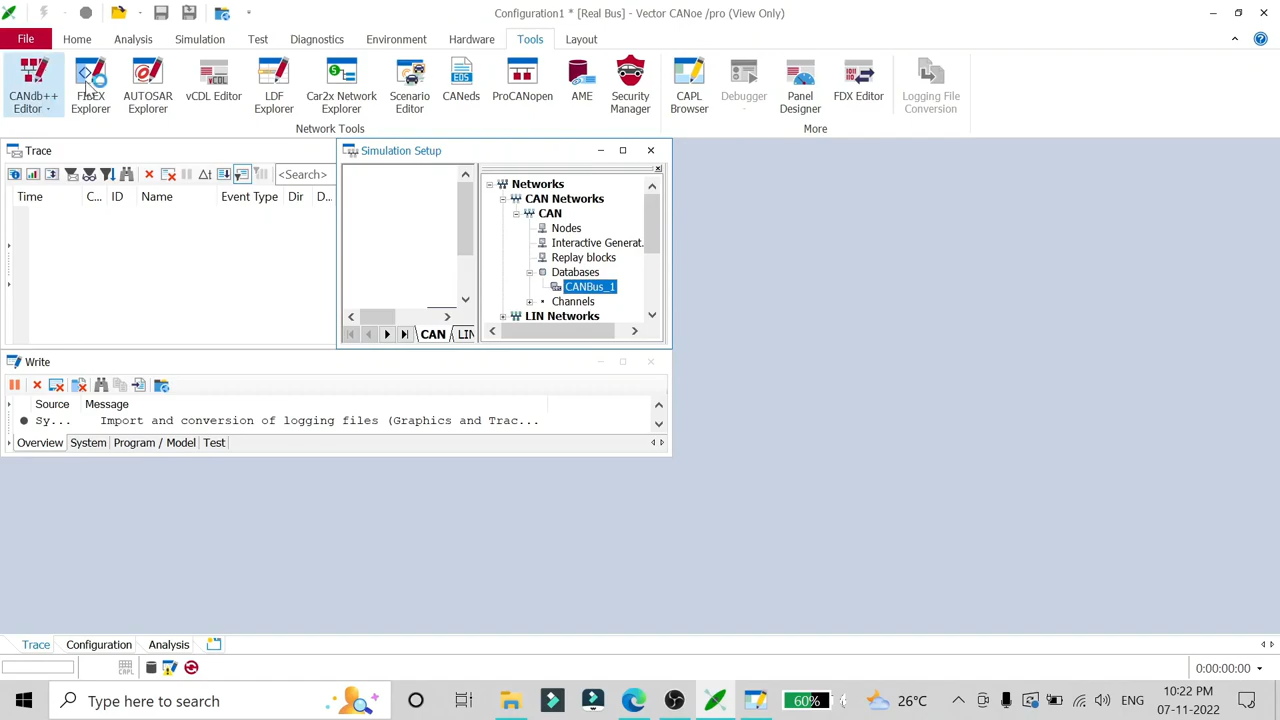 Configuration1 * [Real Bus] - Vector CANoe /pro (View Only)
File Home Analysis Simulation Test Diagnostics Environment Hardware Tools Layout
CANdb++ Editor
Explorer
AUTOSAR Explorer
vCDL Editor
LDF Explorer
Car2x Network Explorer
Scenario Editor
CANeds
ProCANopen
AME
Security Manager
CAPL Browser
Debugger
Panel Designer
FDX Editor
Logging File Conversion
Network Tools
More
Trace
<Search>
Time C... ID Name Event Type Dir D...
Simulation Setup
CAN LIN
Networks
CAN Networks
CAN
Nodes
Interactive Generat.
Replay blocks
Databases
CANBus_1
Channels
LIN Networks
Write
Source Message
Sy... Import and conversion of logging files (Graphics and Trac...
Overview System Program / Model Test
Trace Configuration Analysis
CAPL
0:00:00:00
Type here to search
60%
26°C
ENG
10:22 PM
07-11-2022